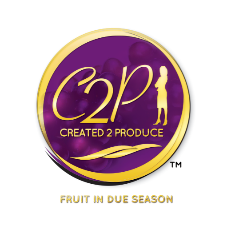 C2P
CREATED 2 PRODUCE
TM
FRUIT IN DUE SEASON